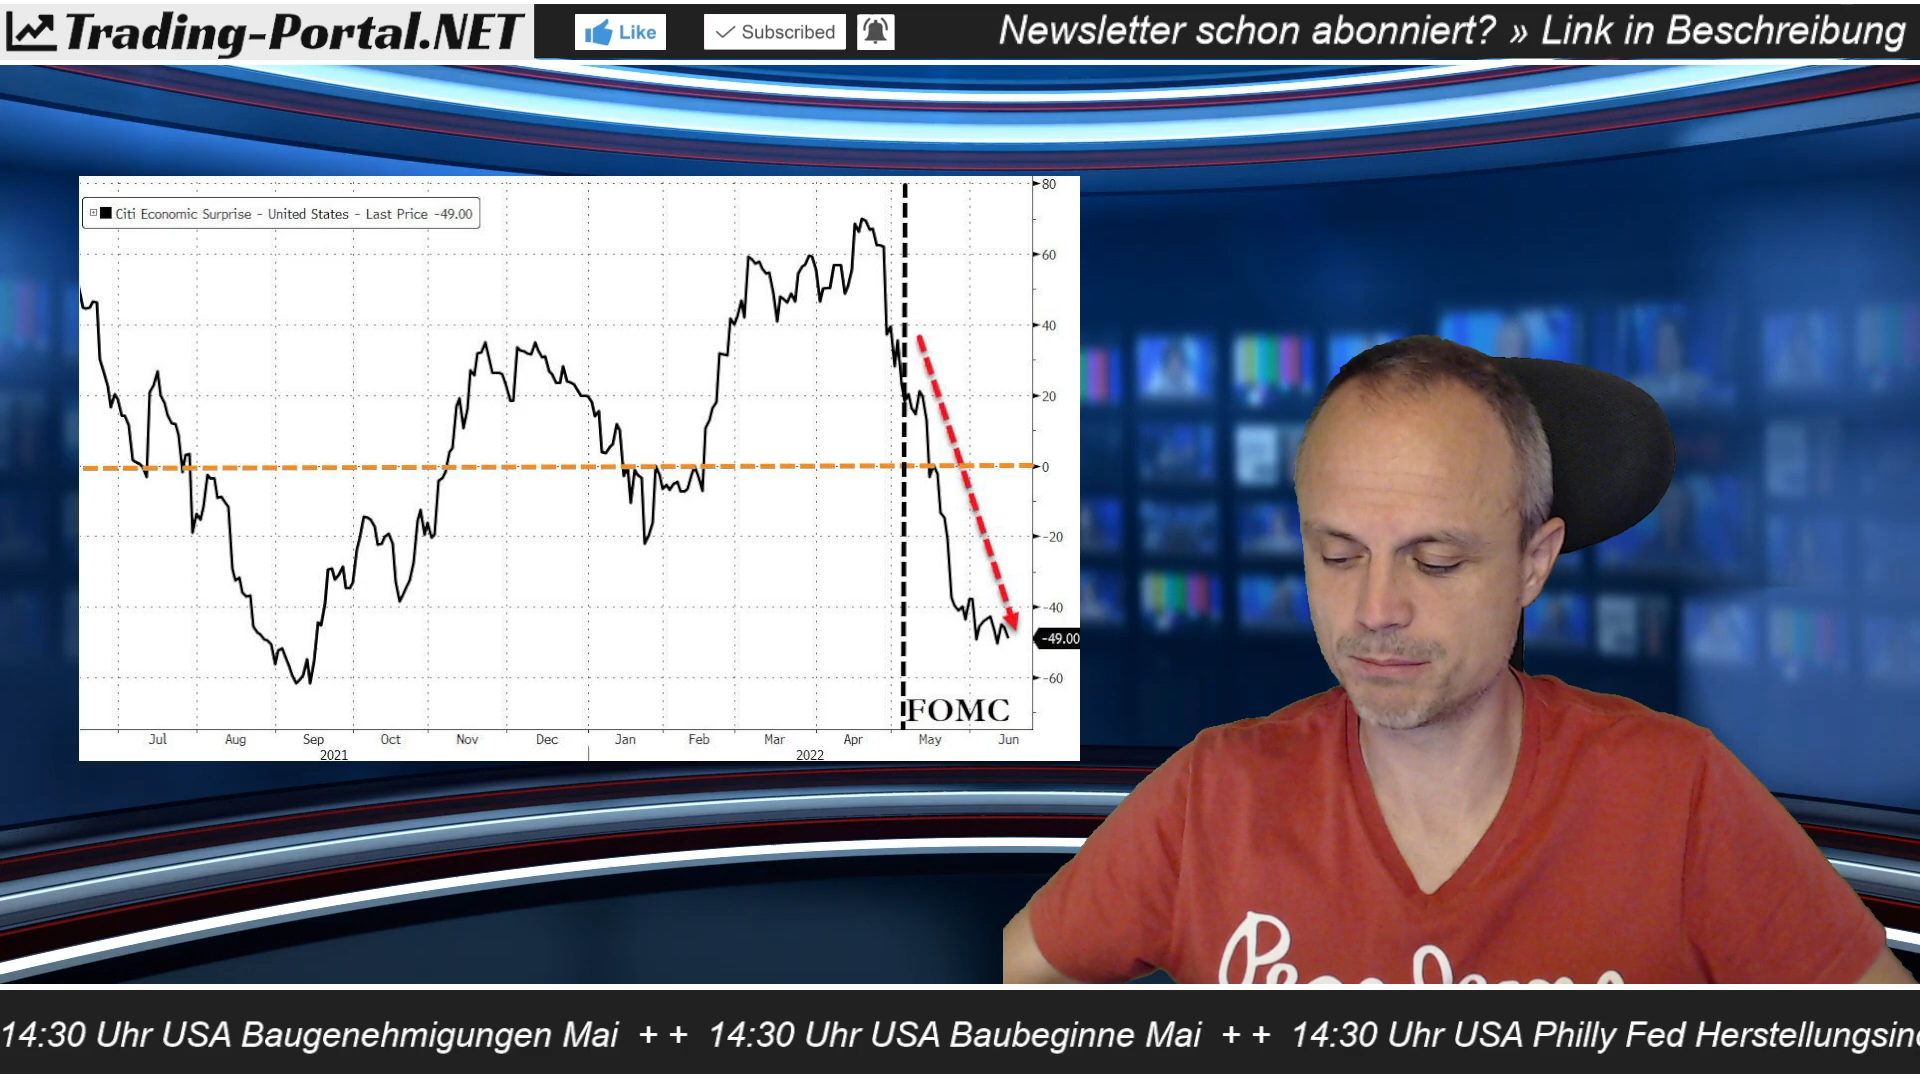 Trading-Portal.NET
Like
Subscribed
Newsletter schon abonniert? » Link in Beschreibung
Citi Economic Surprise - United States - Last Price -49.00
80
60
40
20
0
-20
-40
-49.00
-60
FOMC
Jul Aug Sep Oct Nov Dec Jan Feb Mar Apr May Jun
2021 2022
14:30 Uhr USA Baugenehmigungen Mai ++ 14:30 Uhr USA Baubeginne Mai ++ 14:30 Uhr USA Philly Fed Herstellungsin